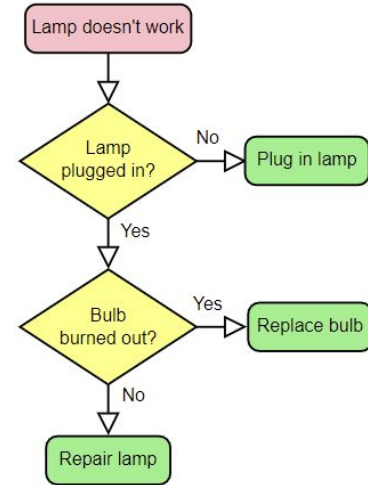 Lamp doesn't work
Lamp
plugged in?
No
Plug in lamp
Yes
Bulb
burned out?
Yes
Replace bulb
No
Repair lamp